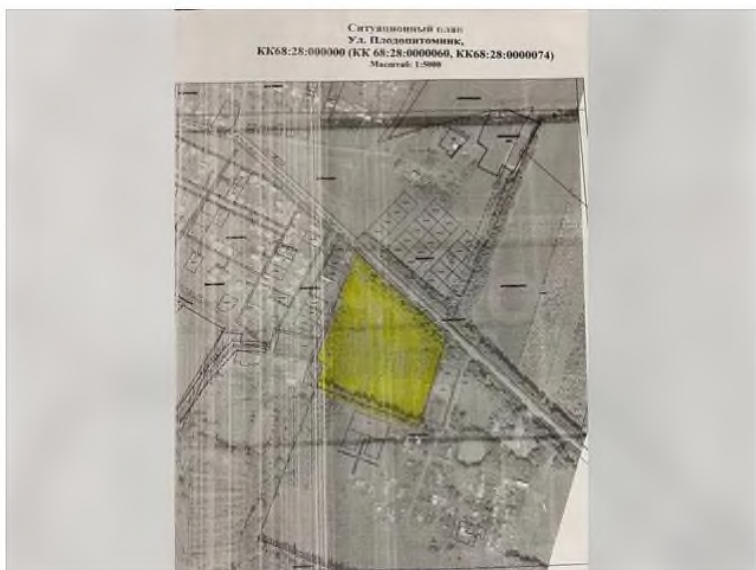 Ситуационный план
Ул. Плодопитомник,
КК68:28:000000 (КК 68:28:0000060, КК68:28:0000074)
Масштаб: 1:5000